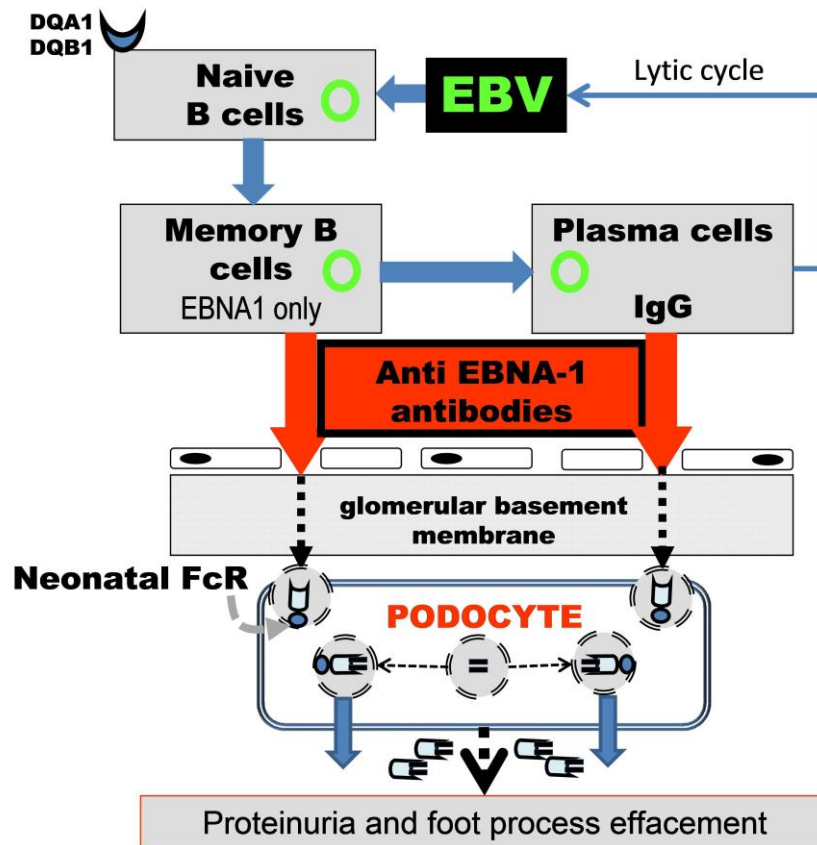 DQA1
DQB1
Naive
B cells
EBV
Lytic cycle
Memory B
cells
EBNA1 only
Plasma cells
IgG
Anti EBNA-1
antibodies
glomerular basement
membrane
Neonatal FcR
PODOCYTE
=
Proteinuria and foot process effacement